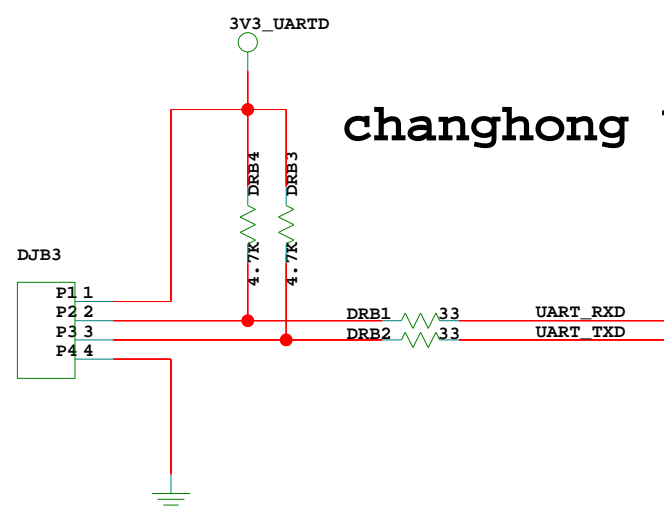 3V3_UARTD
changhong
DRB4
DRB3
4.7K
4.7K
DJB3
P1 1
P2 2
P3 3
P4 4
DRB1 33 UART_RXD
DRB2 33 UART_TXD